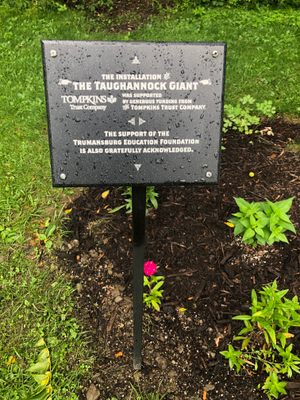 THE INSTALLATION OF
THE TAUGHANNOCK GIANT
TOMPKINS
Trust Company
WAS SUPPORTED
BY GENEROUS FUNDING FROM
THE TOMPKINS TRUST COMPANY.
THE SUPPORT OF THE
TRUMANSBURG EDUCATION FOUNDATION
IS ALSO GRATEFULLY ACKNOWLEDGED.